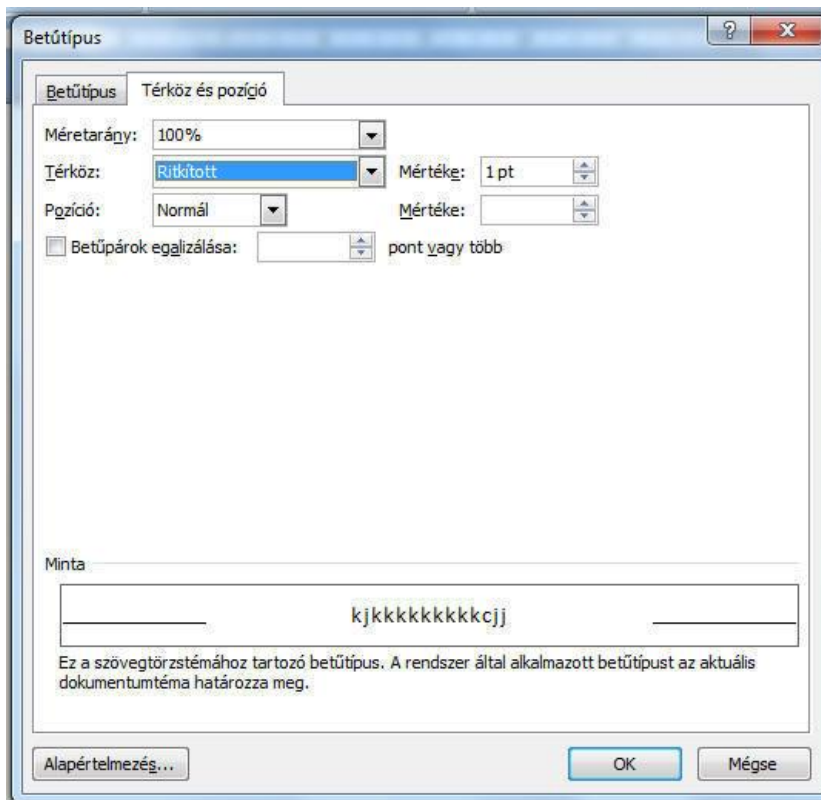 Betűtípus
Betűtípus Térköz és pozíció
Méretarány: 100%
Térköz: Ritkított Mértéke: 1 pt
Pozíció: Normál Mértéke:
Betűpárok egalizálása: pont vagy több
Minta
kjkkkkkkkkkcjj
Ez a szövegtörzstémához tartozó betűtípus. A rendszer által alkalmazott betűtípust az aktuális
dokumentumtéma határozza meg.
Alapértelmezés... OK Mégse